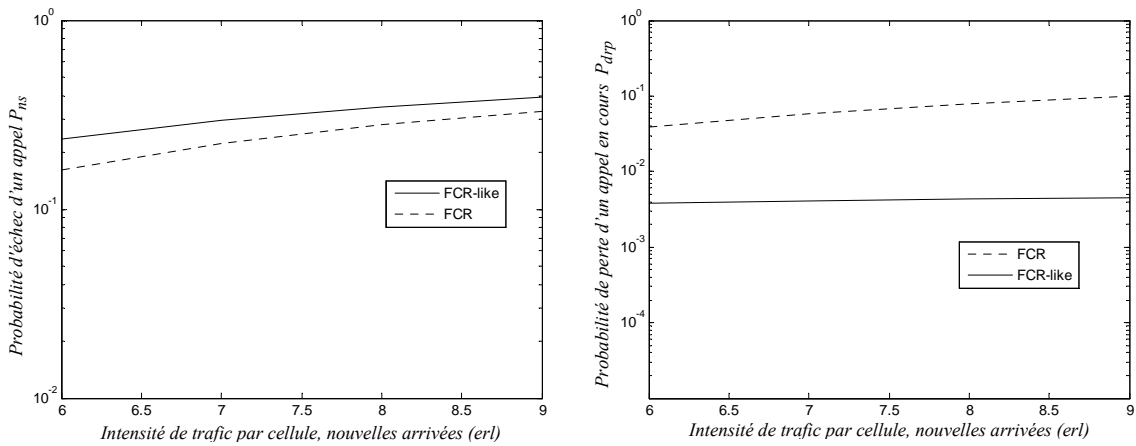 Probabilité d'échec d'un appel P_ns
10^0
10^-1
10^-2
FCR-like
FCR
6 6.5 7 7.5 8 8.5 9
Intensité de trafic par cellule, nouvelles arrivées (erl)
Probabilité de perte d'un appel en cours P_drp
10^0
10^-1
10^-2
10^-3
10^-4
FCR
FCR-like
6 6.5 7 7.5 8 8.5 9
Intensité de trafic par cellule, nouvelles arrivées (erl)